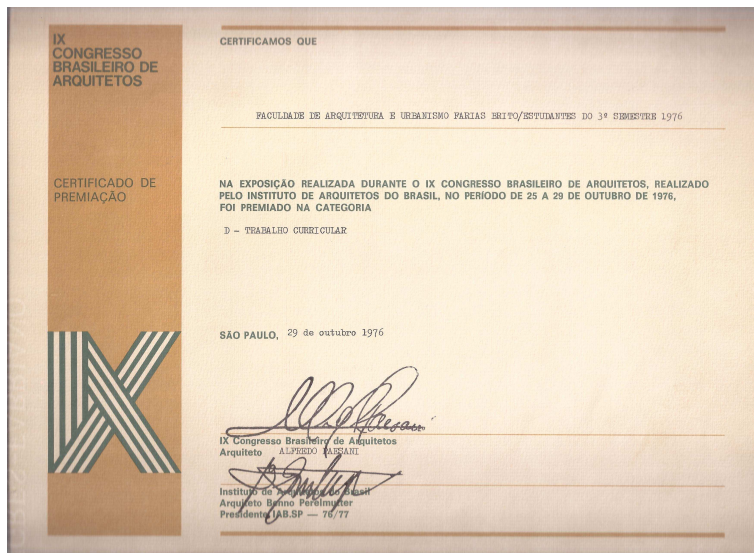 IX
CONGRESSO
BRASILEIRO DE
ARQUITETOS
CERTIFICADO DE
PREMIAÇÃO
IX
CERTIFICAMOS QUE
FACULDADE DE ARQUITETURA E URBANISMO FARIAS BRITO/ESTUDANTES DO 3º SEMESTRE 1976
NA EXPOSIÇÃO REALIZADA DURANTE O IX CONGRESSO BRASILEIRO DE ARQUITETOS, REALIZADO
PELO INSTITUTO DE ARQUITETOS DO BRASIL, NO PERÍODO DE 25 A 29 DE OUTUBRO DE 1976,
FOI PREMIADO NA CATEGORIA
D - TRABALHO CURRICULAR
SÃO PAULO, 29 de outubro 1976
IX Congresso Brasileiro de Arquitetos
Arquiteto ALFREDO PAESANI
Instituto de Arquitetos do Brasil
Arquiteto Benno Perelmutter
Presidente IAB.SP — 76/77